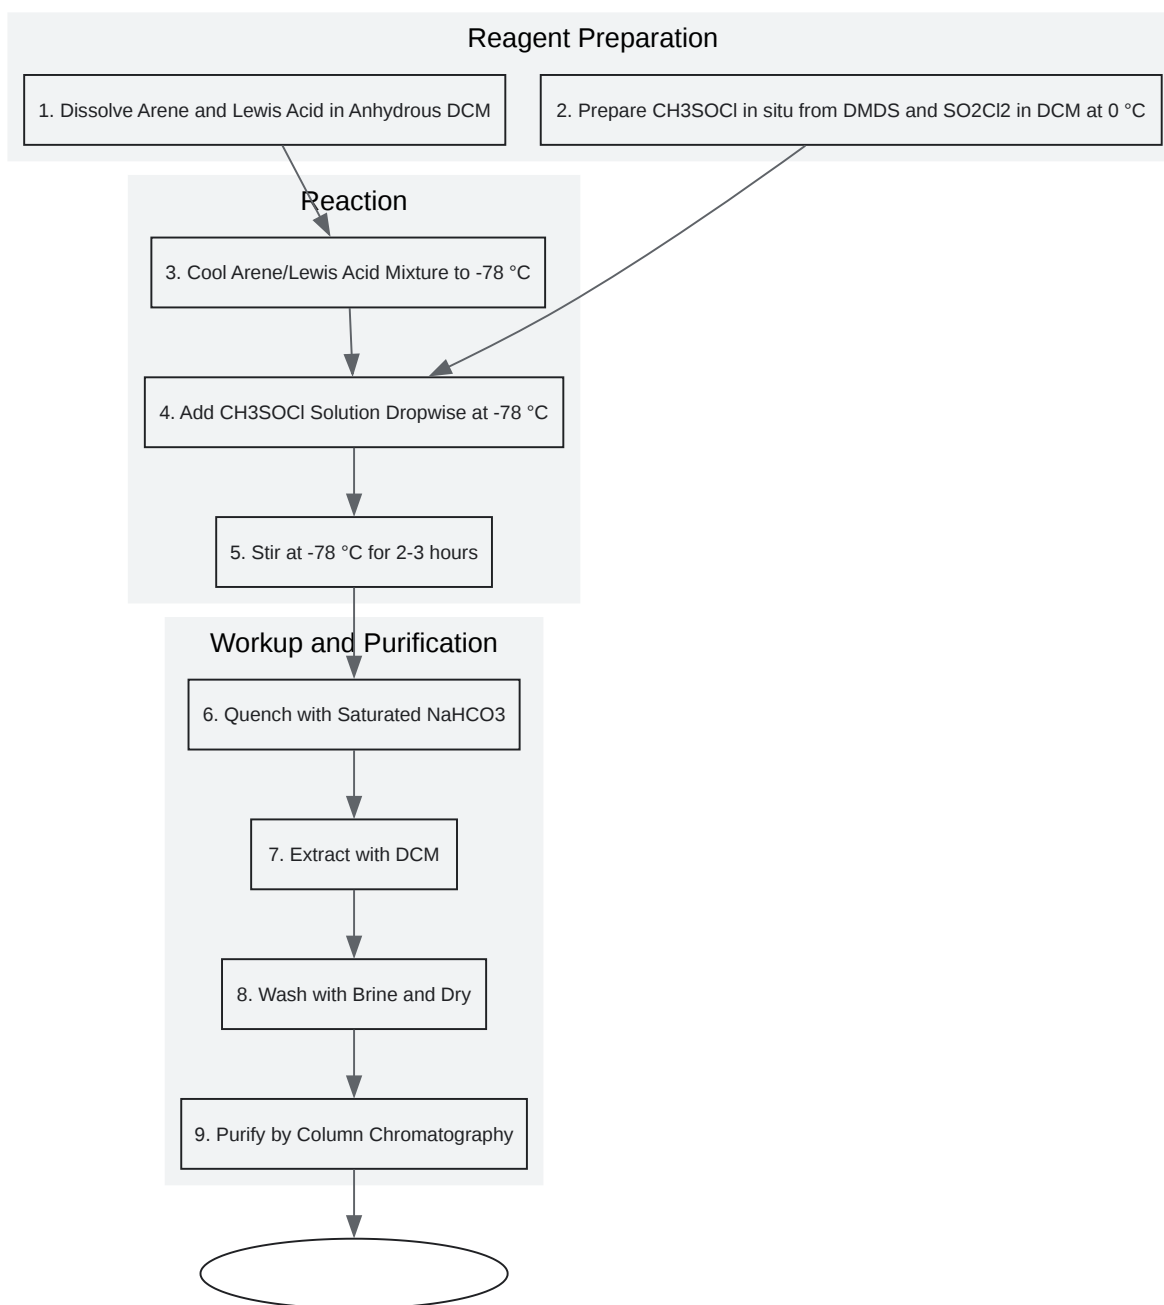 Reagent Preparation
1. Dissolve Arene and Lewis Acid in Anhydrous DCM
2. Prepare CH3SOCl in situ from DMDS and SO2Cl2 in DCM at 0 °C
Reaction
3. Cool Arene/Lewis Acid Mixture to -78 °C
4. Add CH3SOCl Solution Dropwise at -78 °C
5. Stir at -78 °C for 2-3 hours
Workup and Purification
6. Quench with Saturated NaHCO3
7. Extract with DCM
8. Wash with Brine and Dry
9. Purify by Column Chromatography